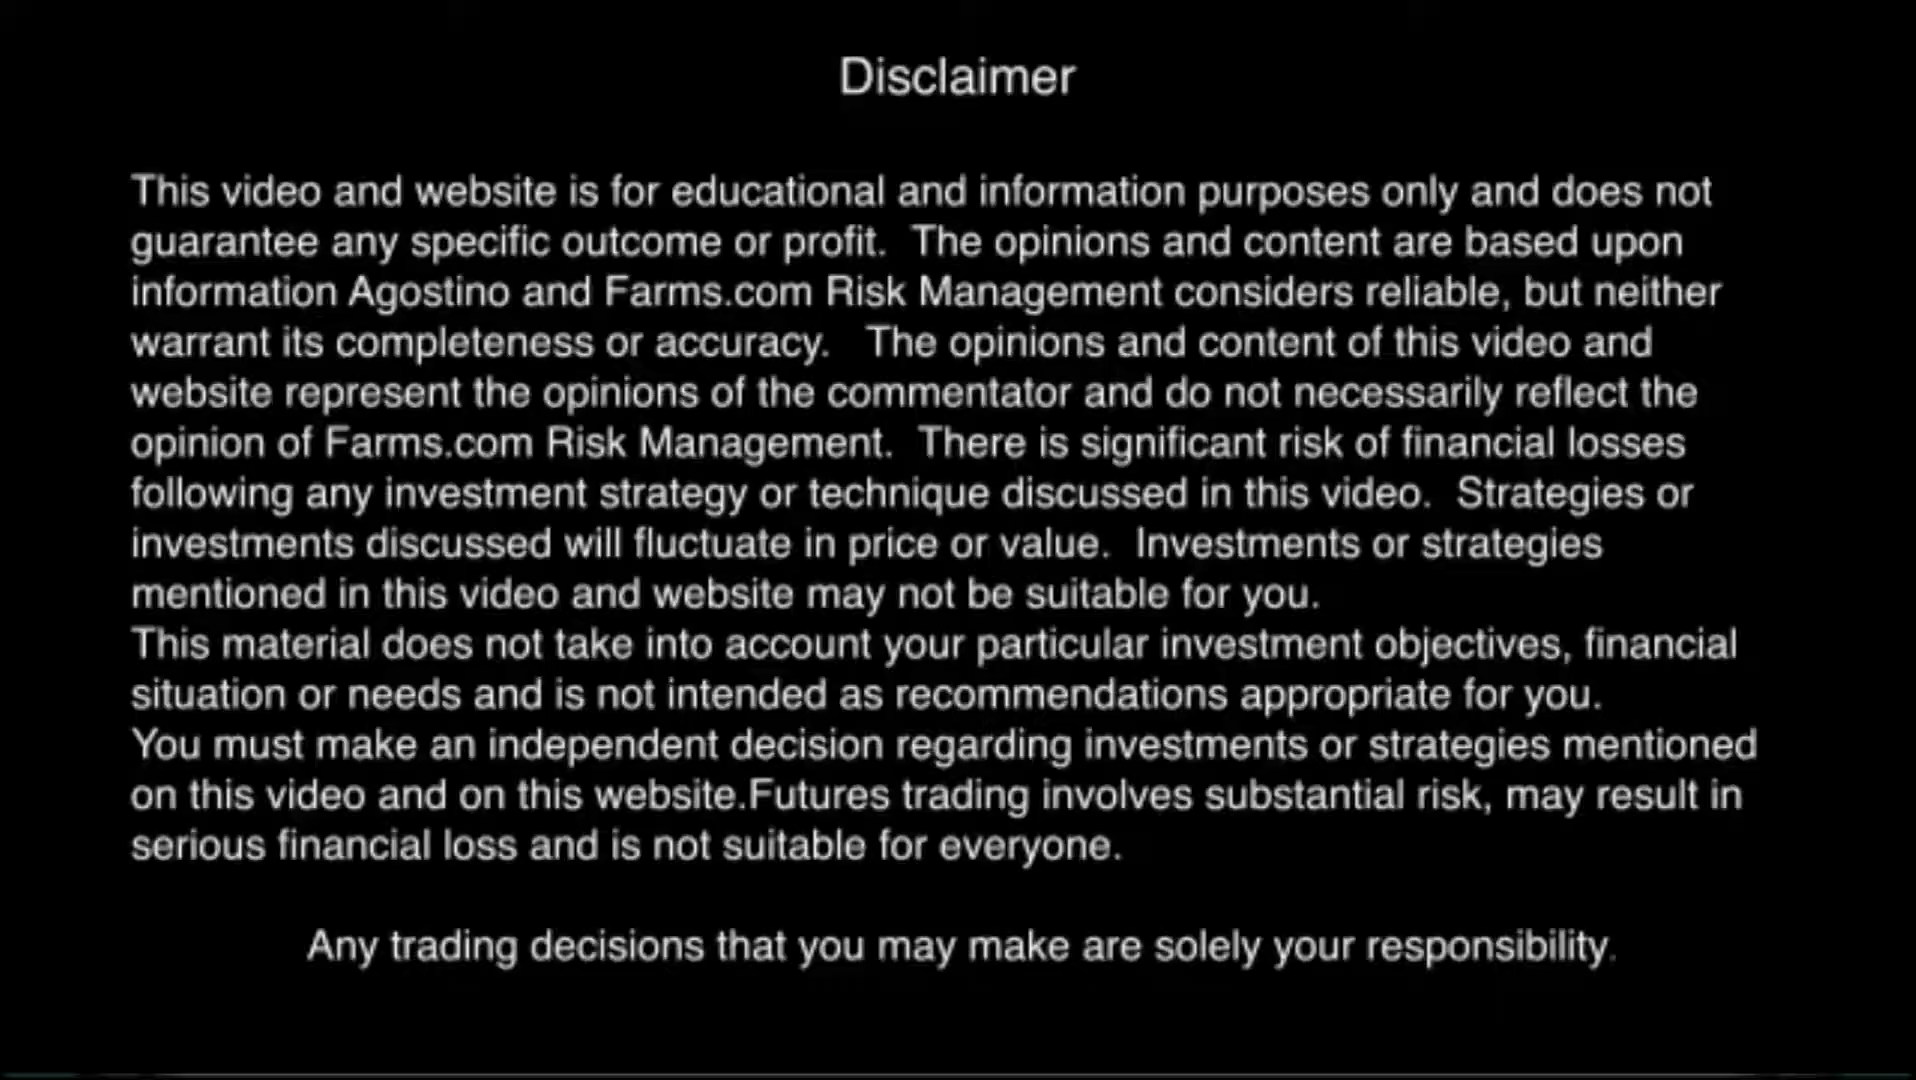 Disclaimer
This video and website is for educational and information purposes only and does not
guarantee any specific outcome or profit.  The opinions and content are based upon
information Agostino and Farms.com Risk Management considers reliable, but neither
warrant its completeness or accuracy.   The opinions and content of this video and
website represent the opinions of the commentator and do not necessarily reflect the
opinion of Farms.com Risk Management.  There is significant risk of financial losses
following any investment strategy or technique discussed in this video.  Strategies or
investments discussed will fluctuate in price or value.  Investments or strategies
mentioned in this video and website may not be suitable for you.
This material does not take into account your particular investment objectives, financial
situation or needs and is not intended as recommendations appropriate for you.
You must make an independent decision regarding investments or strategies mentioned
on this video and on this website.Futures trading involves substantial risk, may result in
serious financial loss and is not suitable for everyone.
Any trading decisions that you may make are solely your responsibility.